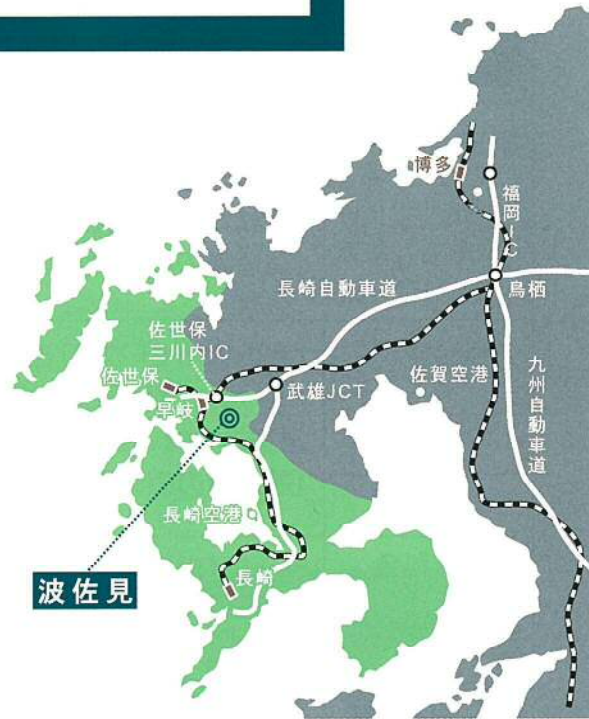 博多
福岡IC
長崎自動車道
鳥栖
佐世保
三川内IC
佐世保
武雄JCT
佐賀空港
九州自動車道
早岐
長崎空港
波佐見
長崎